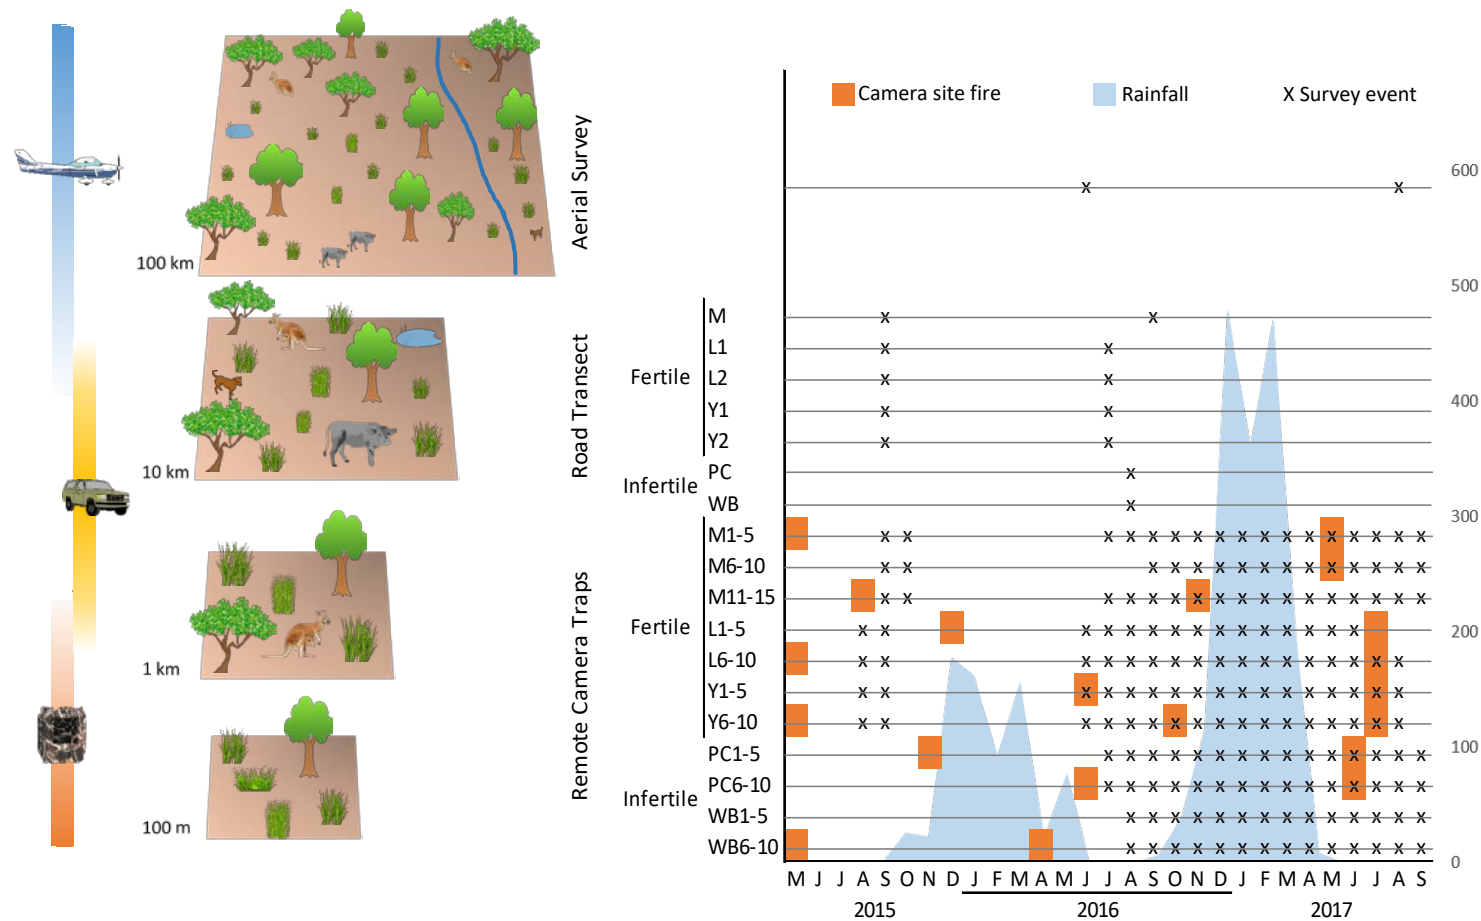 Camera site fire
Rainfall
X Survey event
Aerial Survey
100 km
Road Transect
10 km
Remote Camera Traps
1 km
100 m
Fertile
Infertile
Fertile
Infertile
M
L1
L2
Y1
Y2
PC
WB
M1-5
M6-10
M11-15
L1-5
L6-10
Y1-5
Y6-10
PC1-5
PC6-10
WB1-5
WB6-10
600
500
400
300
200
100
0
x x
x x
x x
x x
x x
x x
x
x
x x x x x x x x x x x x x x x x x
x x x x x x x x x x x x x x x
x x x x x x x x x x x x x x x x x
x x x x x x x x x x x x x x x
x x x x x x x x x x x x x x x x x
x x x x x x x x x x x x x x x x x
x x x x x x x x x x x x x x x x x
x x x x x x x x x x x x x x x
x x x x x x x x x x x x x x
x x x x x x x x x x x x x x
x x x x x x x x x x x x x x
M J J A S O N D J F M A M J J A S O N D J F M A M J J A S
2015 2016 2017